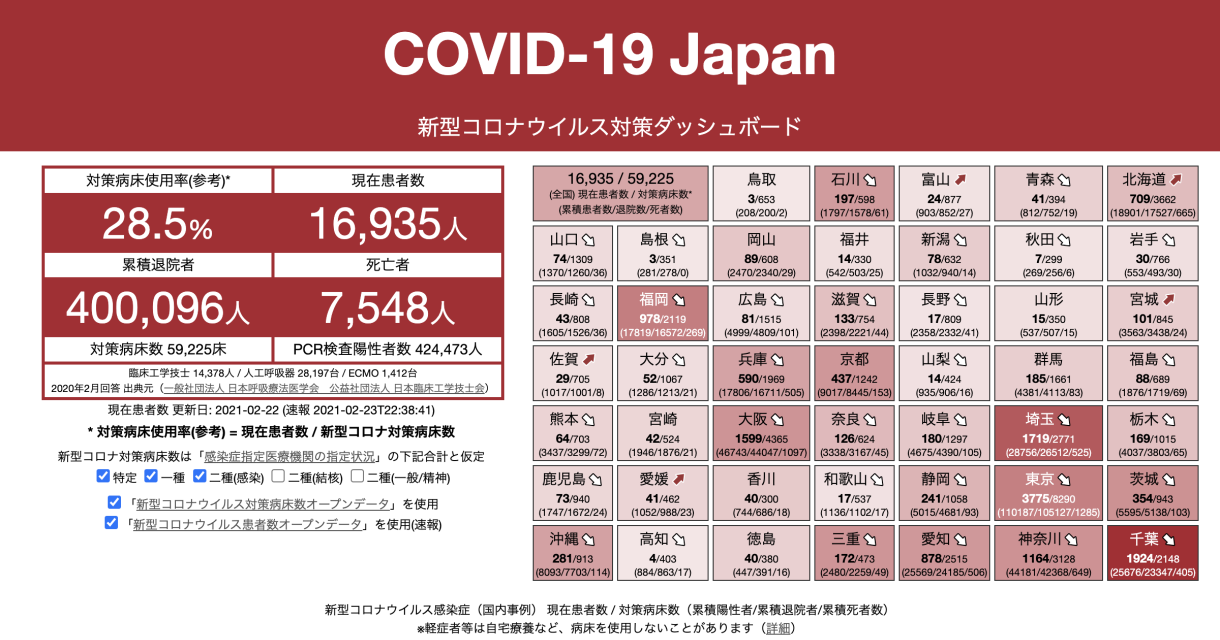 COVID-19 Japan
新型コロナウイルス対策ダッシュボード
対策病床使用率(参考)*
現在患者数
28.5%
16,935人
累積退院者
死亡者
400,096人
7,548人
対策病床数 59,225床
PCR検査陽性者数 424,473人
臨床工学技士 14,378人 / 人工呼吸器 28,197台 / ECMO 1,412台
2020年2月回答 出典元（一般社団法人 日本呼吸療法医学会　公益社団法人 日本臨床工学技士会）
現在患者数 更新日: 2021-02-22 (速報 2021-02-23T22:38:41)
* 対策病床使用率(参考) = 現在患者数 / 新型コロナ対策病床数
新型コロナ対策病床数は「感染症指定医療機関の指定状況」の下記合計と仮定
特定 一種 二種(感染) 二種(結核) 二種(一般/精神)
「新型コロナウイルス対策病床数オープンデータ」を使用
「新型コロナウイルス患者数オープンデータ」を使用(速報)
16,935 / 59,225
(全国) 現在患者数 / 対策病床数*
(累積患者数/退院数/死者数)
鳥取
3/653
(208/200/2)
石川
197/598
(1797/1578/61)
富山
24/877
(903/852/27)
青森
41/394
(812/752/19)
北海道
709/3662
(18901/17527/665)
山口
74/1309
(1370/1260/36)
島根
3/351
(281/278/0)
岡山
89/608
(2470/2340/29)
福井
14/330
(542/503/25)
新潟
78/632
(1032/940/14)
秋田
7/299
(269/256/6)
岩手
30/766
(553/493/30)
長崎
43/808
(1605/1526/36)
福岡
978/2119
(17819/16572/269)
広島
81/1515
(4999/4809/101)
滋賀
133/754
(2398/2221/44)
長野
17/809
(2358/2332/41)
山形
15/350
(537/507/15)
宮城
101/845
(3563/3438/24)
佐賀
29/705
(1017/1001/8)
大分
52/1067
(1286/1213/21)
兵庫
590/1969
(17806/16711/505)
京都
437/1242
(9017/8445/153)
山梨
14/424
(935/906/16)
群馬
185/1661
(4381/4113/83)
福島
88/689
(1876/1719/69)
熊本
64/703
(3437/3299/72)
宮崎
42/524
(1946/1876/21)
大阪
1599/4365
(46743/44047/1097)
奈良
126/624
(3338/3167/45)
岐阜
180/1297
(4675/4390/105)
埼玉
1719/2771
(28756/26512/525)
栃木
169/1015
(4037/3803/65)
鹿児島
73/940
(1747/1672/24)
愛媛
41/462
(1052/988/23)
香川
40/300
(744/686/18)
和歌山
17/537
(1136/1102/17)
静岡
241/1058
(5015/4681/93)
東京
3775/8290
(110187/105127/1285)
茨城
354/943
(5595/5138/103)
沖縄
281/913
(8093/7703/114)
高知
4/403
(884/863/17)
徳島
40/380
(447/391/16)
三重
172/473
(2480/2259/49)
愛知
878/2515
(25569/24185/506)
神奈川
1164/3128
(44181/42368/649)
千葉
1924/2148
(25676/23347/405)
新型コロナウイルス感染症（国内事例） 現在患者数 / 対策病床数（累積陽性者/累積退院者/累積死者数）
※軽症者等は自宅療養など、病床を使用しないことがあります（詳細）